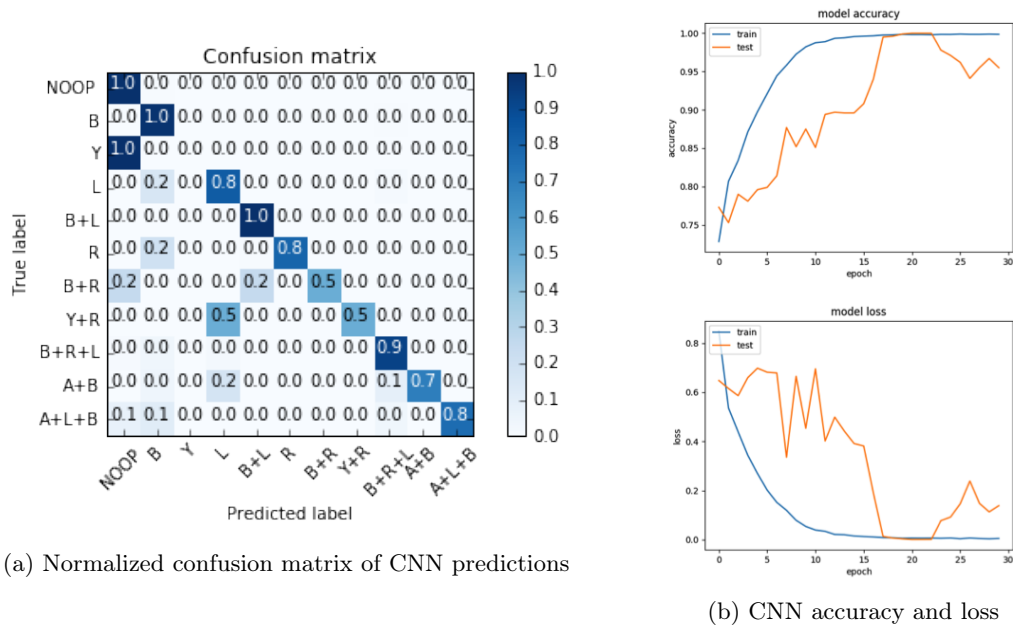 Confusion matrix
NOOP 1.0 0.0 0.0 0.0 0.0 0.0 0.0 0.0 0.0 0.0 0.0
B 0.0 1.0 0.0 0.0 0.0 0.0 0.0 0.0 0.0 0.0 0.0
Y 1.0 0.0 0.0 0.0 0.0 0.0 0.0 0.0 0.0 0.0 0.0
L 0.0 0.2 0.0 0.8 0.0 0.0 0.0 0.0 0.0 0.0 0.0
B+L 0.0 0.0 0.0 0.0 1.0 0.0 0.0 0.0 0.0 0.0 0.0
R 0.0 0.2 0.0 0.0 0.0 0.8 0.0 0.0 0.0 0.0 0.0
B+R 0.2 0.0 0.0 0.0 0.2 0.0 0.5 0.0 0.0 0.0 0.0
Y+R 0.0 0.0 0.0 0.5 0.0 0.0 0.0 0.5 0.0 0.0 0.0
B+R+L 0.0 0.0 0.0 0.0 0.0 0.0 0.0 0.0 0.9 0.0 0.0
A+B 0.0 0.0 0.0 0.2 0.0 0.0 0.0 0.0 0.1 0.7 0.0
A+L+B 0.1 0.1 0.0 0.0 0.0 0.0 0.0 0.0 0.0 0.0 0.8
True label
NOOP B Y L B+L R B+R Y+R B+R+L A+B A+L+B
Predicted label
1.0
0.9
0.8
0.7
0.6
0.5
0.4
0.3
0.2
0.1
0.0
(a) Normalized confusion matrix of CNN predictions
model accuracy
train
test
1.00
0.95
0.90
0.85
0.80
0.75
accuracy
0 5 10 15 20 25 30
epoch
model loss
train
test
0.8
0.6
0.4
0.2
0.0
loss
0 5 10 15 20 25 30
epoch
(b) CNN accuracy and loss